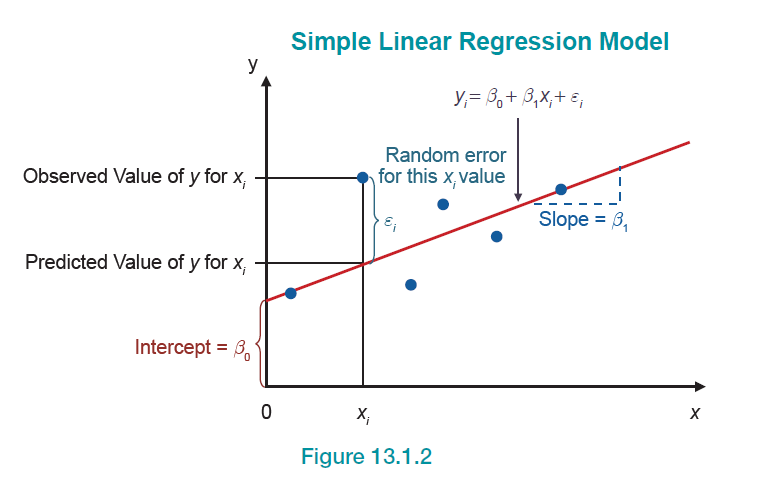 Simple Linear Regression Model
y
yᵢ= β₀+ β₁xᵢ+ εᵢ
Random error
Observed Value of y for xᵢ
for this xᵢ value
εᵢ
Slope = β₁
Predicted Value of y for xᵢ
Intercept = β₀
0
xᵢ
x
Figure 13.1.2